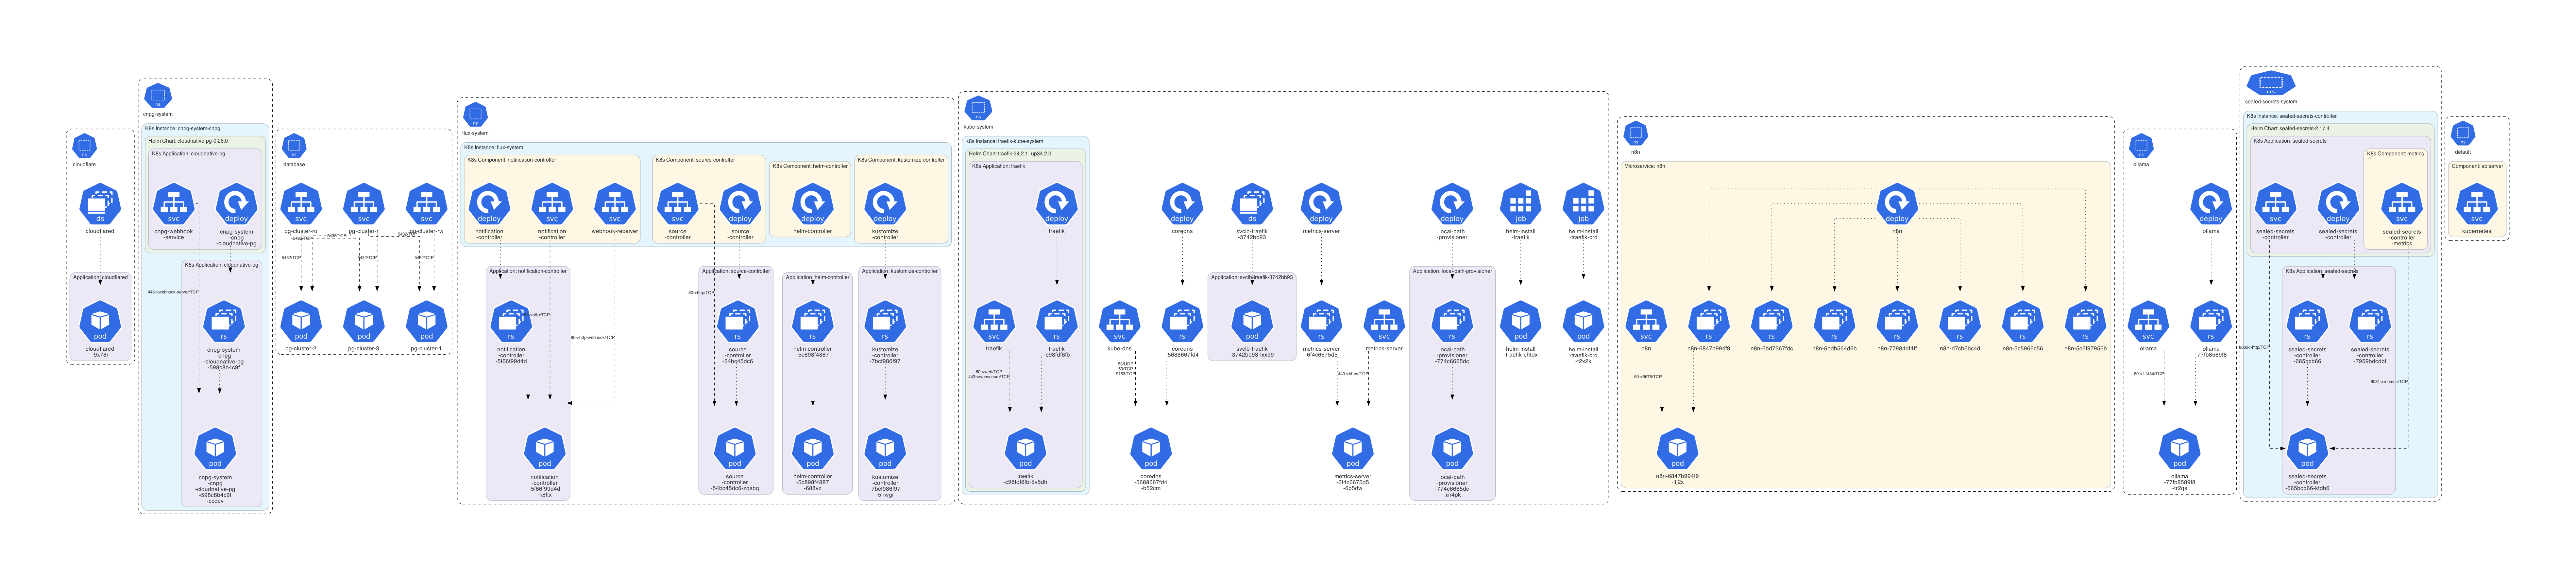 ns
cloudflare
ds
cloudflared
Application: cloudflared
pod
cloudflared
-9x78r
ns
cnpg-system
K8s Instance: cnpg-system-cnpg
Helm Chart: cloudnative-pg-0.26.0
K8s Application: cloudnative-pg
svc
cnpg-webhook
-service
deploy
cnpg-system
-cnpg
-cloudnative-pg
K8s Application: cloudnative-pg
443->webhook-server/TCP
rs
cnpg-system
-cnpg
-cloudnative-pg
-598c8b4c9f
pod
cnpg-system
-cnpg
-cloudnative-pg
-598c8b4c9f
-ccdcv
ns
database
svc
pg-cluster-ro
svc
pg-cluster-r
svc
pg-cluster-rw
5432/TCP
5432/TCP
5432/TCP
5432/TCP
5432/TCP
5432/TCP
pod
pg-cluster-2
pod
pg-cluster-3
pod
pg-cluster-1
ns
flux-system
K8s Instance: flux-system
K8s Component: notification-controller
deploy
notification
-controller
svc
notification
-controller
svc
webhook-receiver
K8s Component: source-controller
svc
source
-controller
deploy
source
-controller
K8s Component: helm-controller
deploy
helm-controller
K8s Component: kustomize-controller
deploy
kustomize
-controller
Application: notification-controller
rs
notification
-controller
-5f66f99d4d
80->http/TCP
80->http-webhook/TCP
pod
notification
-controller
-5f66f99d4d
Application: source-controller
80->http/TCP
rs
source
-controller
-54bc45dc6
pod
source
-controller
-54bc45dc6-zqsbq
Application: helm-controller
rs
helm-controller
-5c898f4887
pod
helm-controller
-5c898f4887
-688vz
Application: kustomize-controller
rs
kustomize
-controller
-7bcf986f97
pod
kustomize
-controller
-7bcf986f97
-5hwgr
ns
kube-system
K8s Instance: traefik-kube-system
Helm Chart: traefik-34.2.1_up34.2.0
K8s Application: traefik
deploy
traefik
svc
traefik
rs
traefik
-c98fdf6fb
80->web/TCP
443->websecure/TCP
pod
traefik
-c98fdf6fb-5v5dh
deploy
coredns
svc
kube-dns
rs
coredns
-5688667fd4
53/UDP
53/TCP
9153/TCP
pod
coredns
-5688667fd4
-b52cm
ds
svclb-traefik
-3742bb93
Application: svclb-traefik-3742bb93
pod
svclb-traefik
-3742bb93-lxx99
deploy
metrics-server
rs
metrics-server
-6f4c6675d5
svc
metrics-server
443->https/TCP
pod
metrics-server
-6f4c6675d5
-6p5dw
deploy
local-path
-provisioner
Application: local-path-provisioner
rs
local-path
-provisioner
-774c6665dc
pod
local-path
-provisioner
-774c6665dc
-xn4pk
job
helm-install
-traefik
pod
helm-install
-traefik-chtdx
job
helm-install
-traefik-crd
pod
helm-install
-traefik-crd
-t2x2k
ns
n8n
Microservice: n8n
deploy
n8n
svc
n8n
rs
n8n-6847b994f9
rs
n8n-6bd7667fdc
rs
n8n-6bdb564d6b
rs
n8n-77984df4ff
rs
n8n-d7cb6bc4d
rs
n8n-5c5966c56
rs
n8n-5c6f97956b
80->5678/TCP
pod
n8n-6847b994f9
ns
ollama
deploy
ollama
svc
ollama
rs
ollama
-77fb8589f8
80->11434/TCP
pod
ollama
-77fb8589f8
-tr2qs
ns
sealed-secrets-system
K8s Instance: sealed-secrets-controller
Helm Chart: sealed-secrets-2.17.4
K8s Application: sealed-secrets
svc
sealed-secrets
-controller
deploy
sealed-secrets
-controller
K8s Component: metrics
svc
sealed-secrets
-controller
-metrics
K8s Application: sealed-secrets
8080->http/TCP
rs
sealed-secrets
-controller
-665bcb66
rs
sealed-secrets
-controller
-7959bdcdbf
8081->metrics/TCP
pod
sealed-secrets
-controller
-665bcb66-ktdh6
ns
default
Component: apiserver
svc
kubernetes